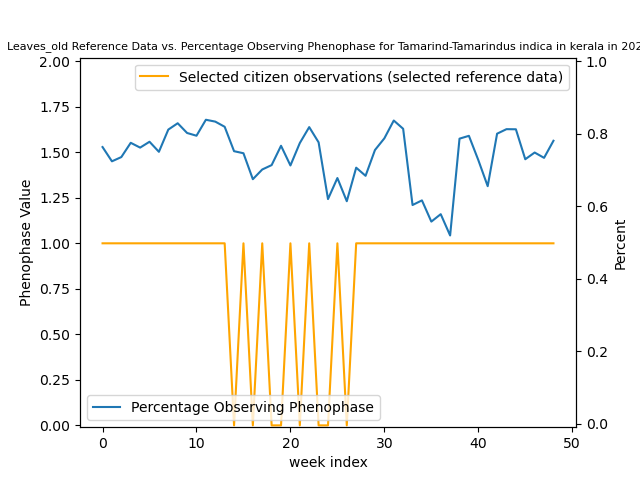 Leaves_old Reference Data vs. Percentage Observing Phenophase for Tamarind-Tamarindus indica in kerala in 202
Selected citizen observations (selected reference data)
Percentage Observing Phenophase
Phenophase Value
Percent
2.00
1.75
1.50
1.25
1.00
0.75
0.50
0.25
0.00
1.0
0.8
0.6
0.4
0.2
0.0
0 10 20 30 40 50
week index